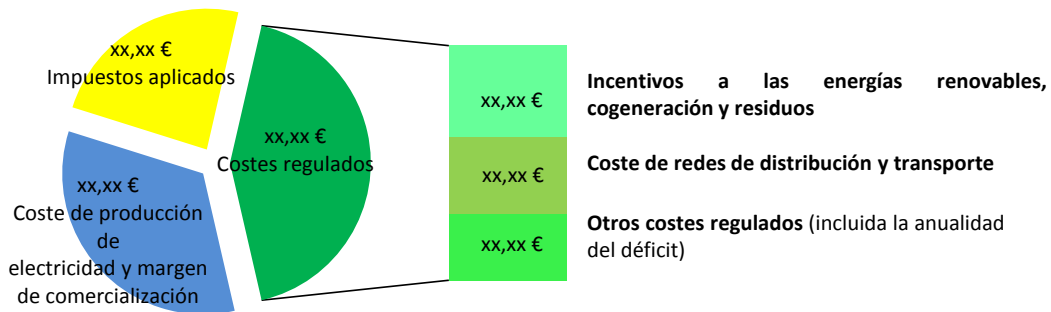 xx,xx €
Impuestos aplicados
xx,xx €
Costes regulados
xx,xx €
Coste de producción
de
electricidad y margen
de comercialización
xx,xx €
Incentivos a las energías renovables,
cogeneración y residuos
xx,xx €
Coste de redes de distribución y transporte
xx,xx €
Otros costes regulados (incluida la anualidad
del déficit)